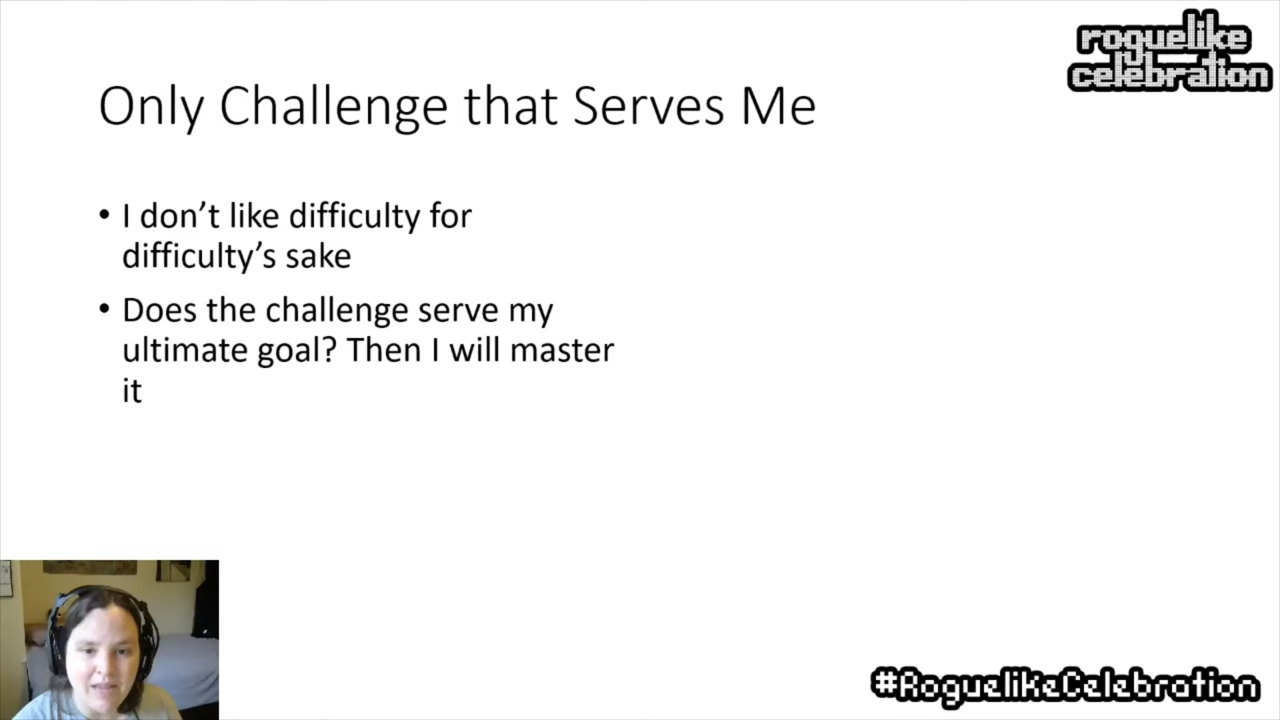 roguelike
celebration
Only Challenge that Serves Me
• I don’t like difficulty for
difficulty’s sake
• Does the challenge serve my
ultimate goal? Then I will master
it
#RoguelikeCelebration